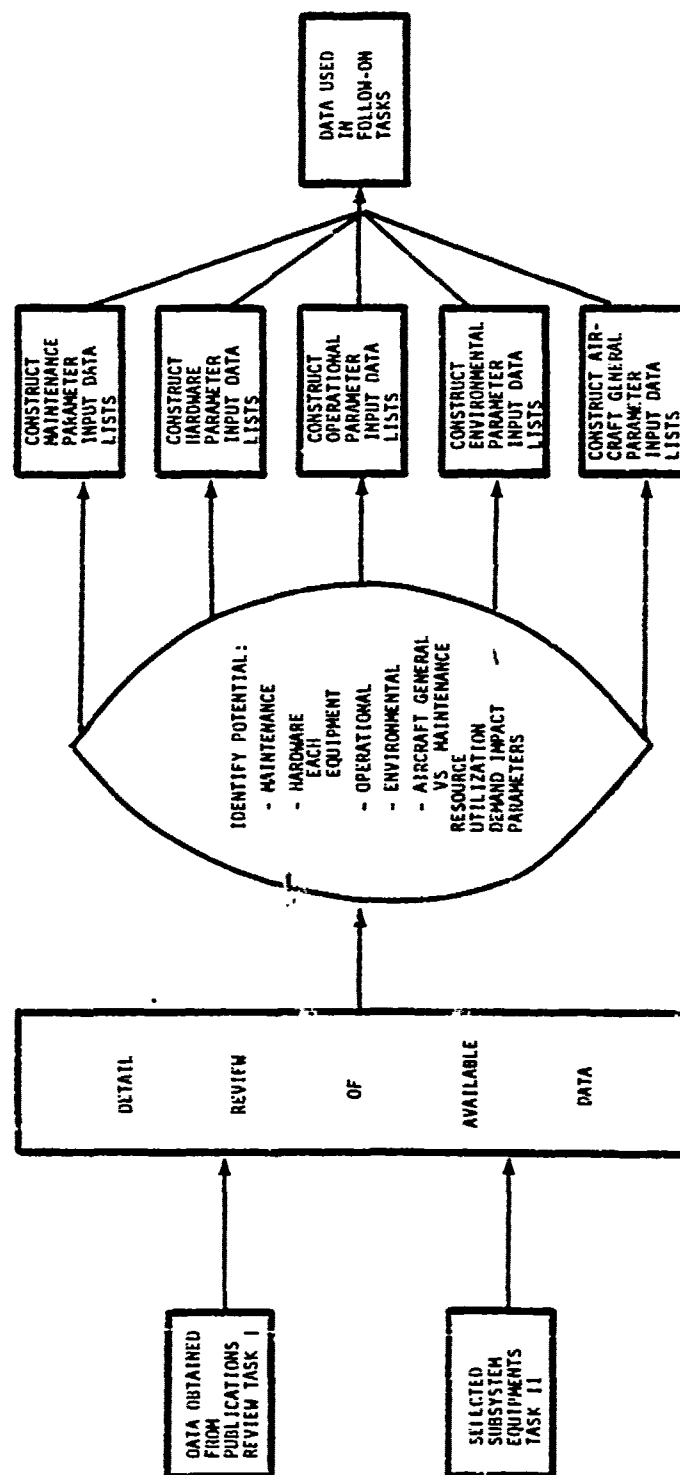 DATA OBTAINED
FROM
PUBLICATIONS
REVIEW TASK I
SELECTED
SUBSYSTEM
EQUIPMENTS
TASK II
DETAIL
REVIEW
OF
AVAILABLE
DATA
IDENTIFY POTENTIAL:
- MAINTENANCE
- HARDWARE
EACH
EQUIPMENT
- OPERATIONAL
- ENVIRONMENTAL
- AIRCRAFT GENERAL
VS MAINTENANCE
RESOURCE
UTILIZATION
DEMAND IMPACT
PARAMETERS
CONSTRUCT
MAINTENANCE
PARAMETER
INPUT DATA
LISTS
CONSTRUCT
HARDWARE
PARAMETER
INPUT DATA
LISTS
CONSTRUCT
OPERATIONAL
PARAMETER
INPUT DATA
LISTS
CONSTRUCT
ENVIRONMENTAL
PARAMETER
INPUT DATA
LISTS
CONSTRUCT AIR-
CRAFT GENERAL
PARAMETER
INPUT DATA
LISTS
DATA USED
IN
FOLLOW-ON
TASKS